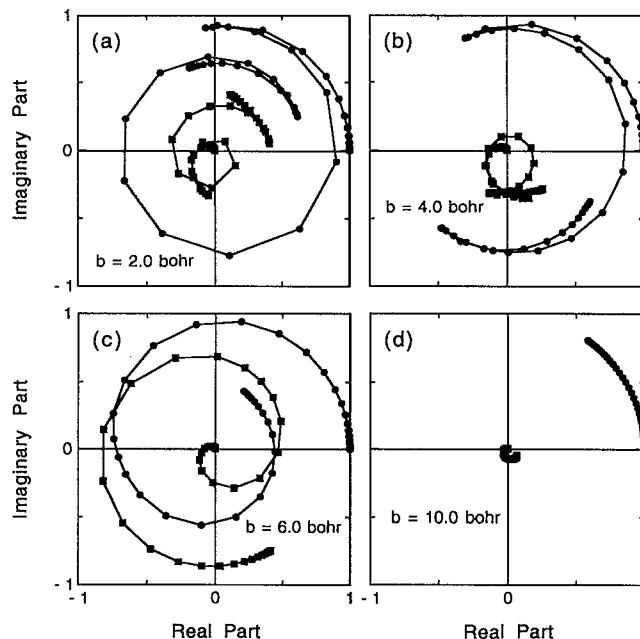 1
(a)
(b)
Imaginary Part
0
b = 2.0 bohr
b = 4.0 bohr
- 1
1
(c)
(d)
Imaginary Part
0
b = 6.0 bohr
b = 10.0 bohr
- 1
- 1 0 1 0
Real Part Real Part